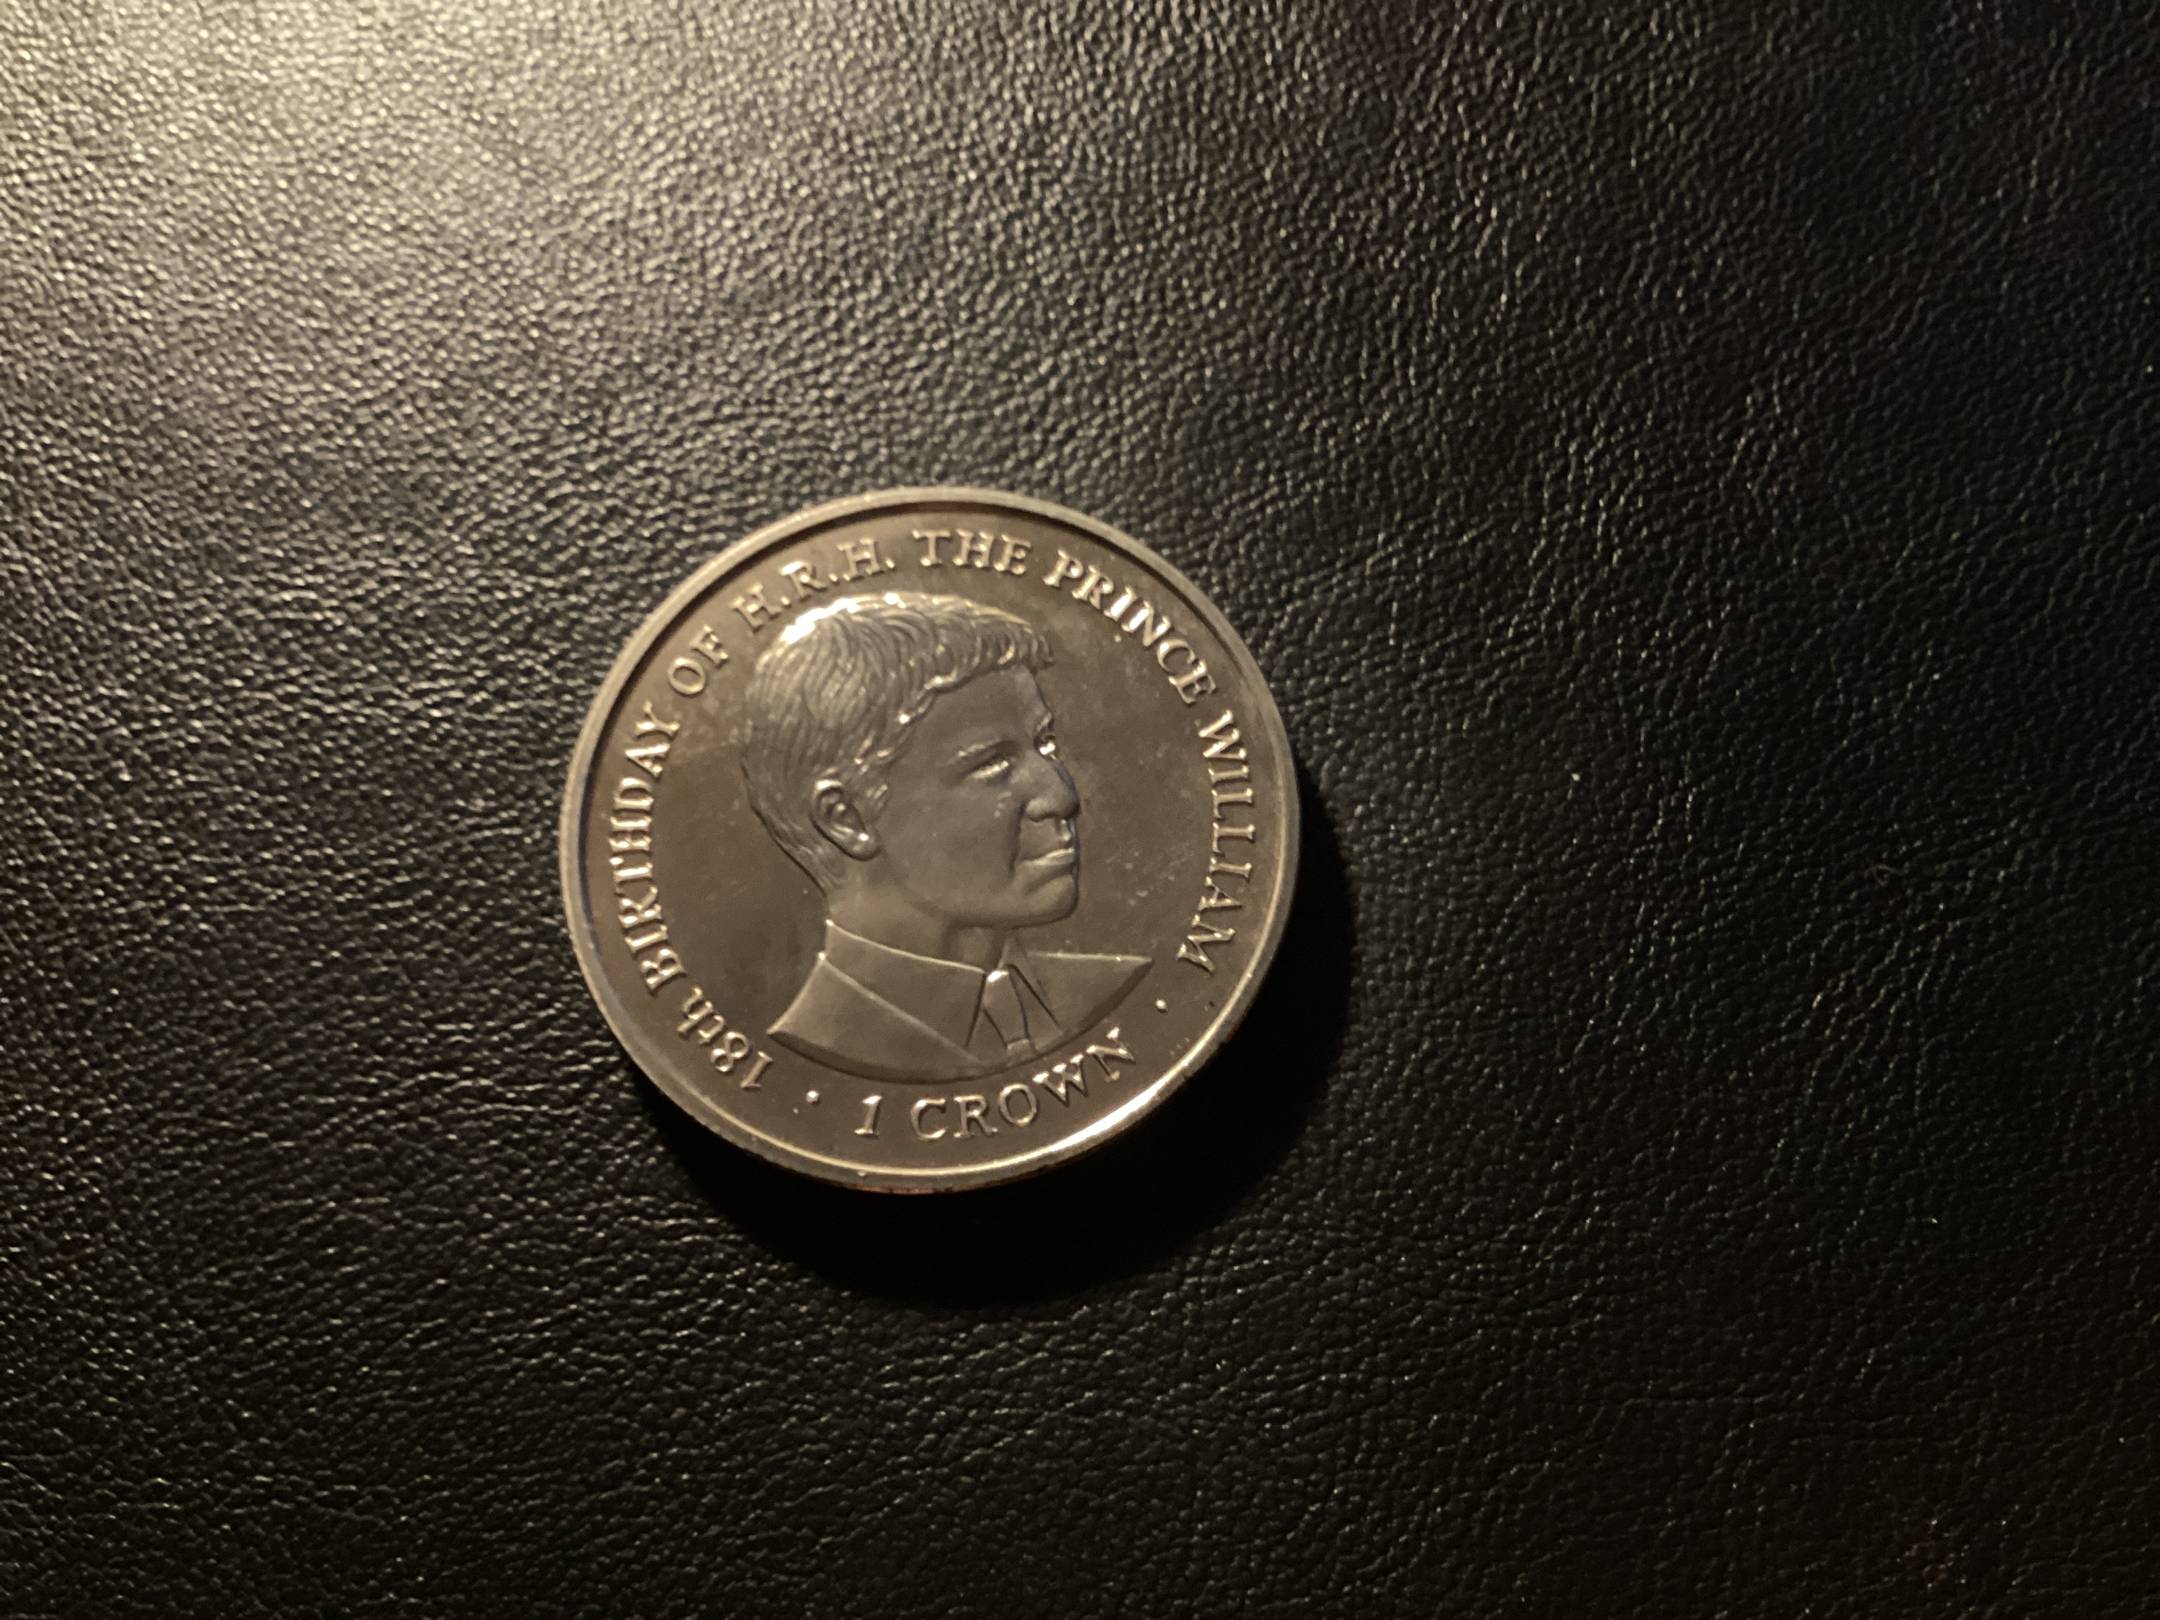 18th BIRTHDAY OF H.R.H. THE PRINCE WILLIAM
· 1 CROWN ·